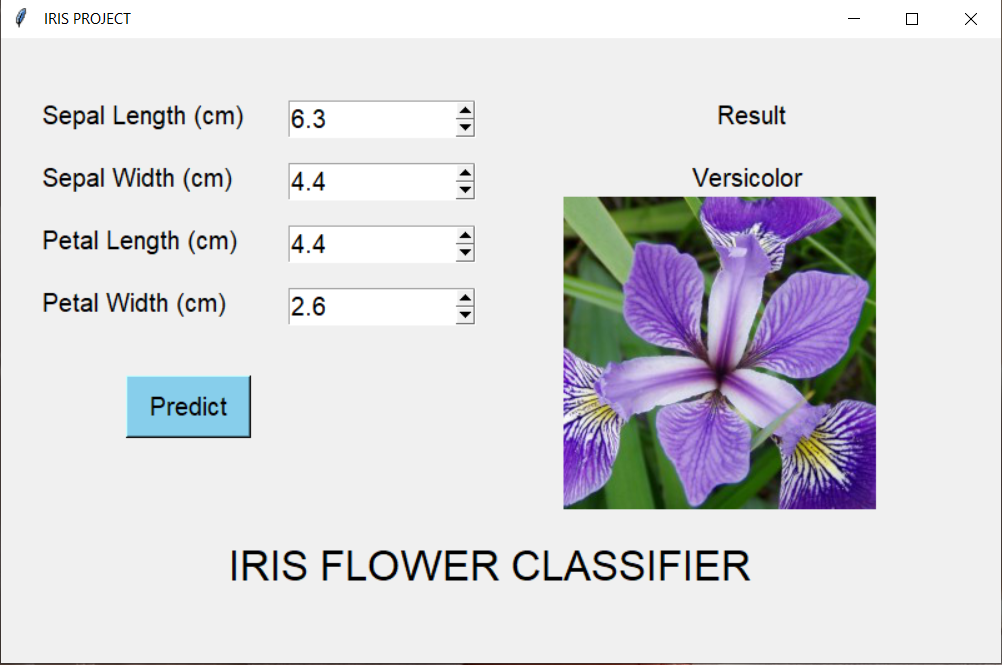 IRIS PROJECT
Sepal Length (cm) 6.3
Sepal Width (cm) 4.4
Petal Length (cm) 4.4
Petal Width (cm) 2.6
Predict
Result
Versicolor
IRIS FLOWER CLASSIFIER